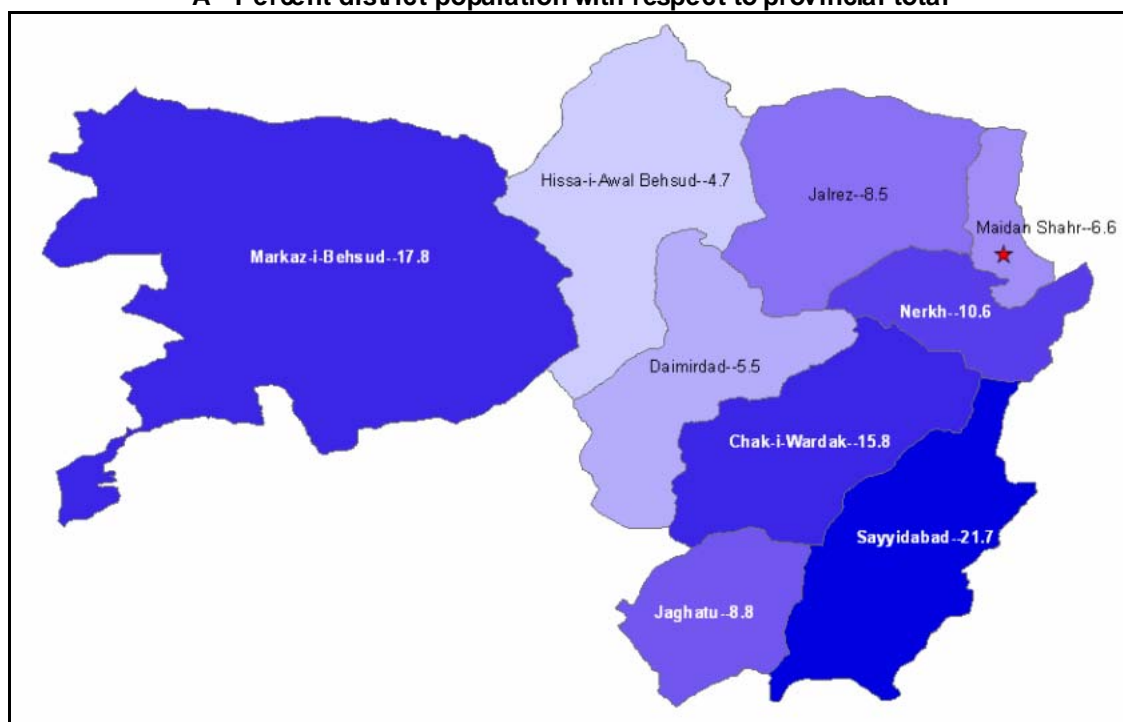 A - Percent district population with respect to provincial total
Hissa-i-Awal Behsud--4.7
Jalrez--8.5
Maidan Shahr--6.6
Markaz-i-Behsud--17.8
Nerkh--10.6
Daimirdad--5.5
Chak-i-Wardak--15.8
Sayyidabad--21.7
Jaghatu--8.8